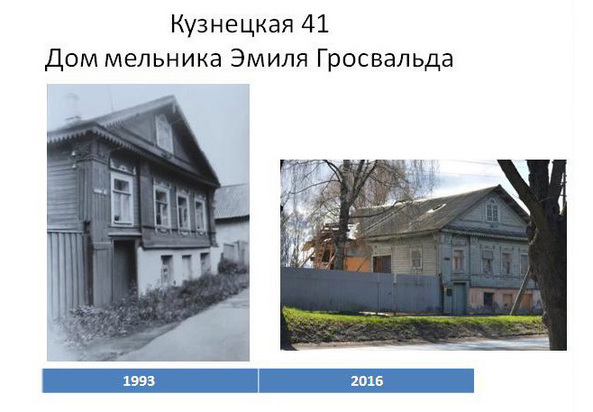 Кузнецкая 41
Дом мельника Эмиля Гросвальда
1993
2016